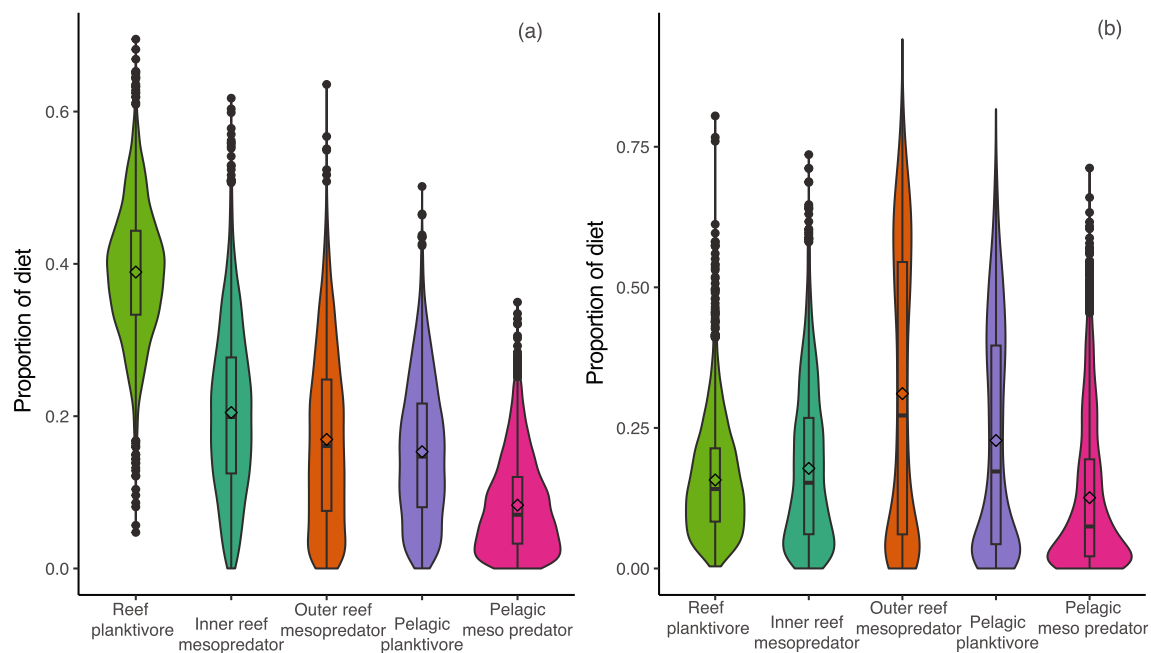 (a)
Proportion of diet
0.6
0.4
0.2
0.0
Reef
planktivore
Inner reef
mesopredator
Outer reef
mesopredator
Pelagic
planktivore
Pelagic
meso predator
(b)
Proportion of diet
0.75
0.50
0.25
0.00
Reef
planktivore
Inner reef
mesopredator
Outer reef
mesopredator
Pelagic
planktivore
Pelagic
meso predator